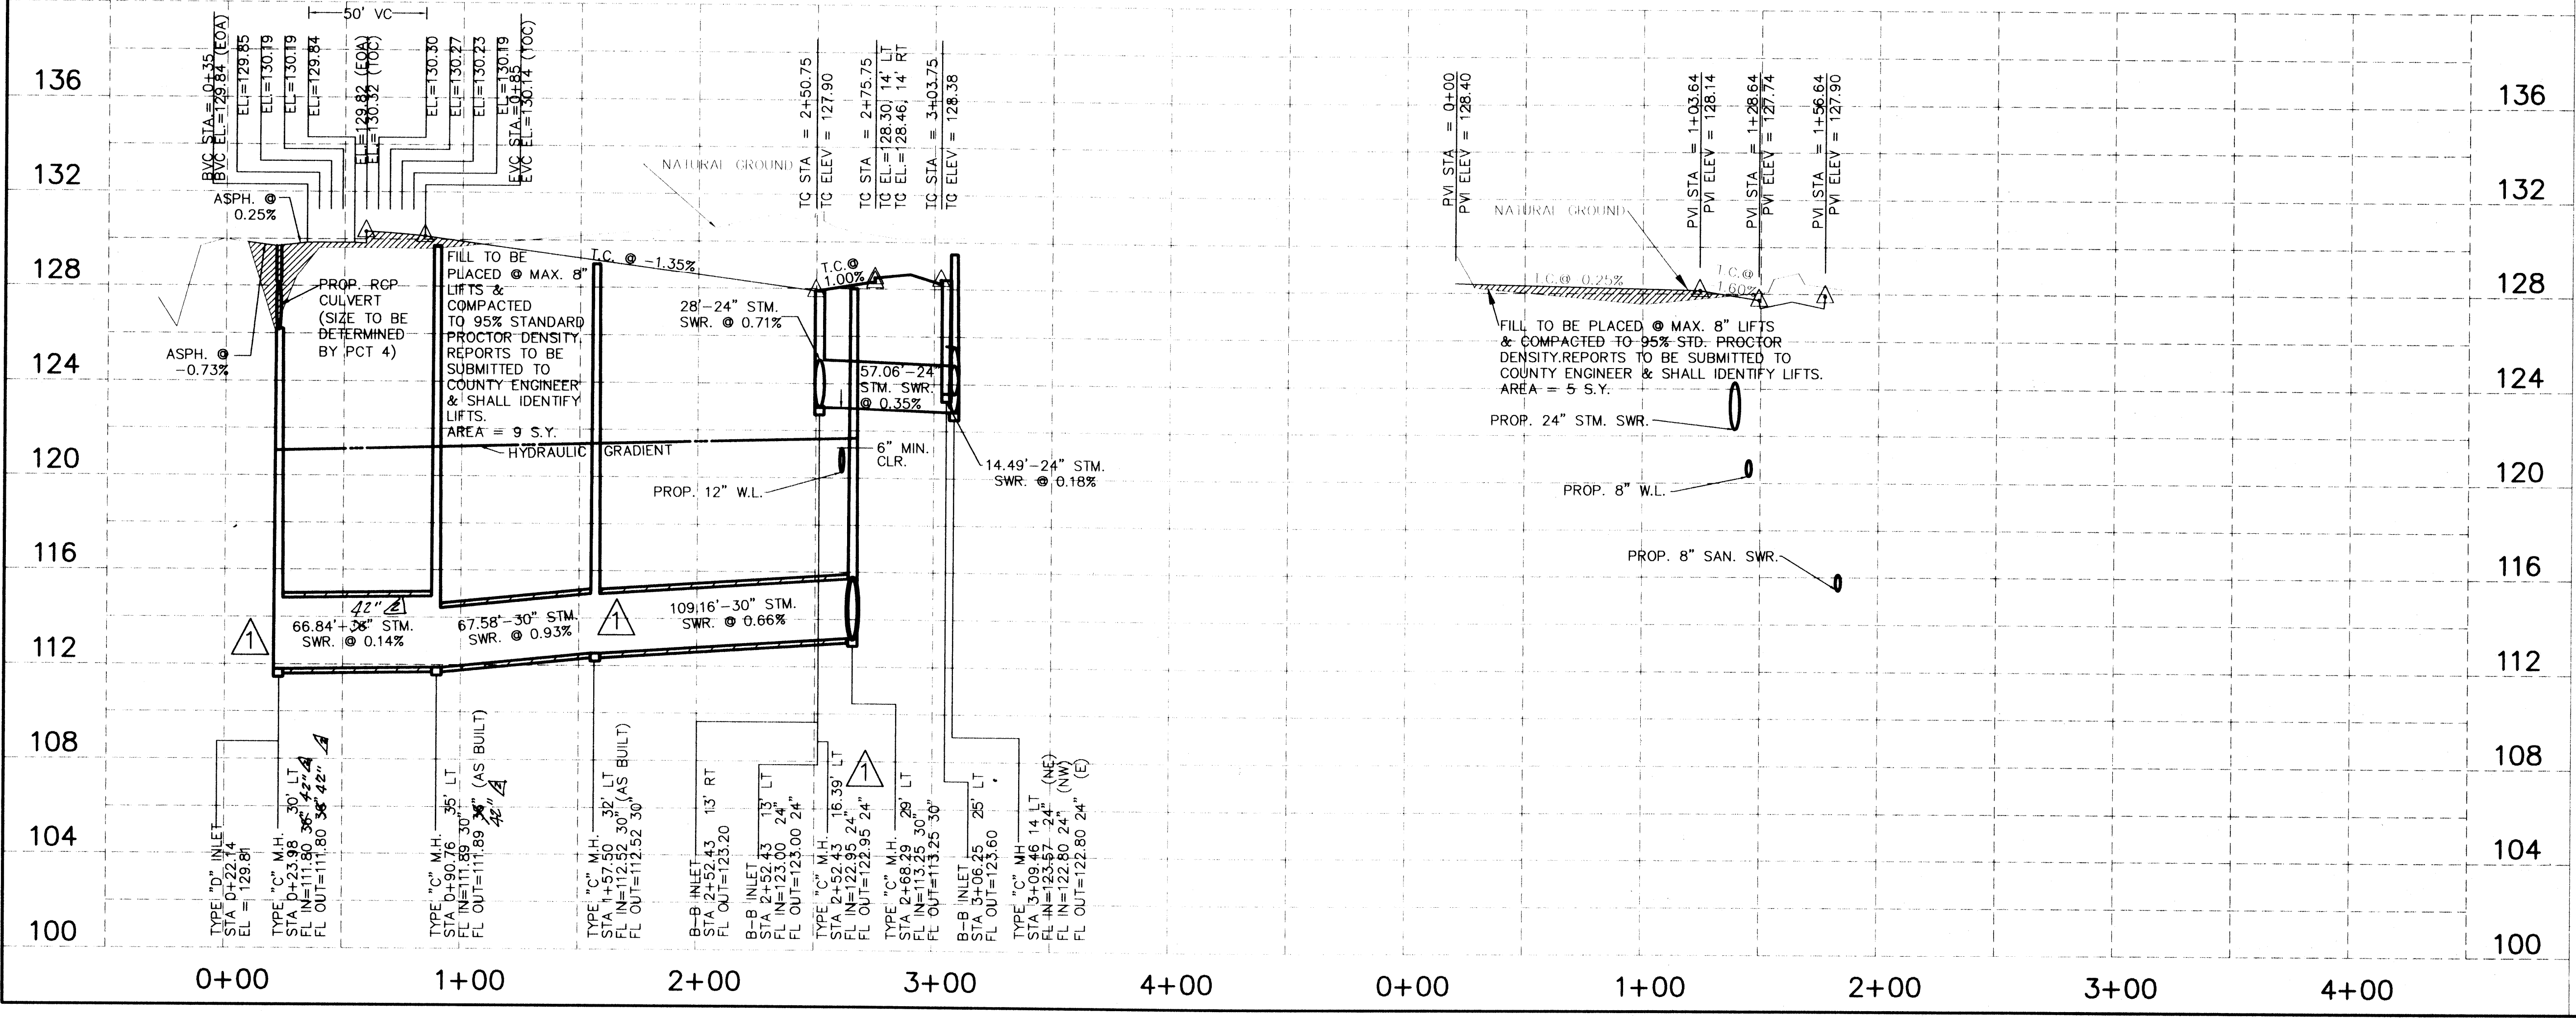 50' VC
BVC STA.= 0+35
BVC EL.=129.84 (EOA)
EL.=129.85
EL.=130.19
EL.=130.19
EL.=129.84
EL.=129.82 (EOA)
EL.=130.32 (TOC)
EL.=130.30
EL.=130.27
EL.=130.23
EL.=130.19
EVC STA.=0+85
EVC EL.=130.14 (TOC)
TC STA = 2+50.75
TC ELEV = 127.90
TC STA = 2+75.75
TC EL.=128.30, 14' LT
TC EL.=128.46, 14' RT
TC STA. = 3+03.75
TC ELEV = 128.38
PVI STA = 0+00
PVI ELEV = 128.40
PVI STA = 1+03.64
PVI ELEV = 128.14
PVI STA = 1+28.64
PVI ELEV = 127.74
PVI STA = 1+56.64
PVI ELEV = 127.90
136
132
128
124
120
116
112
108
104
100
ASPH. @
0.25%
NATURAL GROUND
T.C. @ -1.35%
T.C.@
1.00%
PROP. RCP
CULVERT
(SIZE TO BE
DETERMINED
BY PCT 4)
ASPH. @
-0.73%
FILL TO BE
PLACED @ MAX. 8"
LIFTS &
COMPACTED
TO 95% STANDARD
PROCTOR DENSITY.
REPORTS TO BE
SUBMITTED TO
COUNTY ENGINEER
& SHALL IDENTIFY
LIFTS.
AREA = 9 S.Y.
28'-24" STM.
SWR. @ 0.71%
57.06'-24"
STM. SWR.
@ 0.35%
HYDRAULIC GRADIENT
6" MIN.
CLR.
PROP. 12" W.L.
14.49'-24" STM.
SWR. @ 0.18%
42" 2
66.84'-36" STM.
SWR. @ 0.14%
1
67.58'-30" STM.
SWR. @ 0.93%
1
109.16'-30" STM.
SWR. @ 0.66%
1
TYPE "D" INLET
STA 0+22.14
EL = 129.81
TYPE "C" M.H.
STA 0+23.98 30' LT
FL IN=111.80 36" 42" 2
FL OUT=111.80 36" 42" 2
TYPE "C" M.H.
STA 0+90.76 35' LT
FL IN=111.89 30"
FL OUT=111.89 36" (AS BUILT)
42" 2
TYPE "C" M.H.
STA 1+57.50 32' LT
FL IN=112.52 30" (AS BUILT)
FL OUT=112.52 30"
B-B INLET
STA 2+52.43 13' RT
FL OUT=123.20
B-B INLET
STA 2+52.43 13' LT
FL IN=123.00 24"
FL OUT=123.00 24"
TYPE "C" M.H.
STA 2+52.43 16.39' LT
FL IN=122.95 24"
FL OUT=122.95 24"
TYPE "C" M.H.
STA 2+68.29 29' LT
FL IN=113.25 30"
FL OUT=113.25 30"
B-B INLET
STA 3+06.25 25' LT
FL OUT=123.60
TYPE "C" MH
STA 3+09.46 14 LT
FL IN=123.57 24" (NE)
FL IN=122.80 24" (NW)
FL OUT=122.80 24" (E)
0+00
1+00
2+00
3+00
4+00
NATURAL GROUND
T.C.@ 0.25%
T.C.@
1.60%
FILL TO BE PLACED @ MAX. 8" LIFTS
& COMPACTED TO 95% STD. PROCTOR
DENSITY.REPORTS TO BE SUBMITTED TO
COUNTY ENGINEER & SHALL IDENTIFY LIFTS.
AREA = 5 S.Y.
PROP. 24" STM. SWR.
PROP. 8" W.L.
PROP. 8" SAN. SWR.
0+00
1+00
2+00
3+00
4+00
136
132
128
124
120
116
112
108
104
100